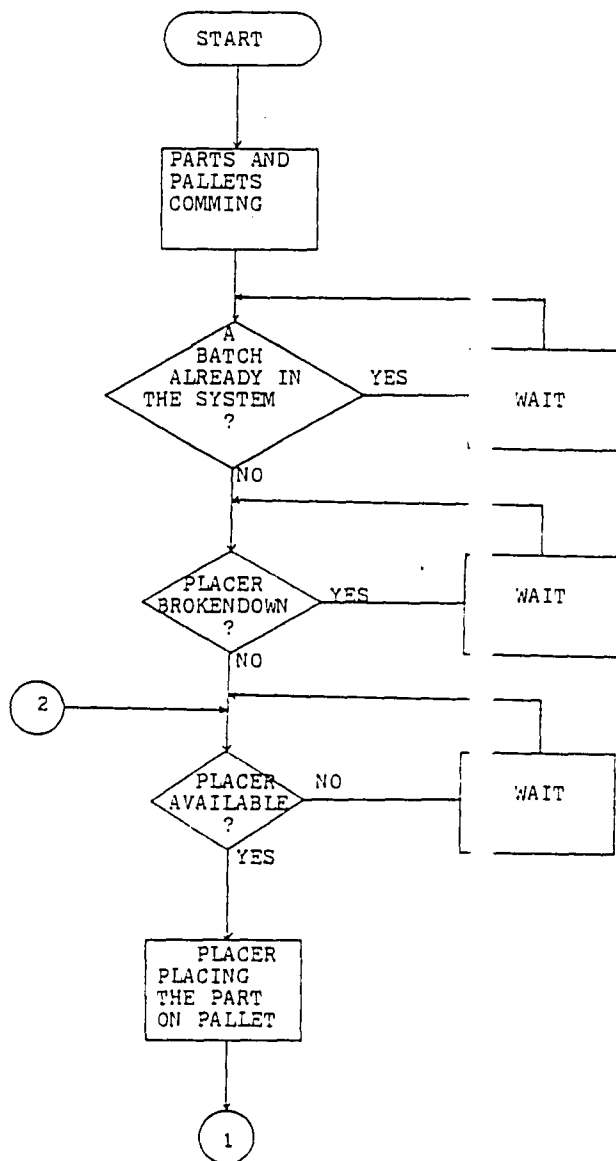 START
PARTS AND
PALLETS
COMMING
A
BATCH
ALREADY IN
THE SYSTEM
?
YES
WAIT
NO
PLACER
BROKENDOWN
?
YES
WAIT
NO
2
PLACER
AVAILABLE
?
NO
WAIT
YES
PLACER
PLACING
THE PART
ON PALLET
1